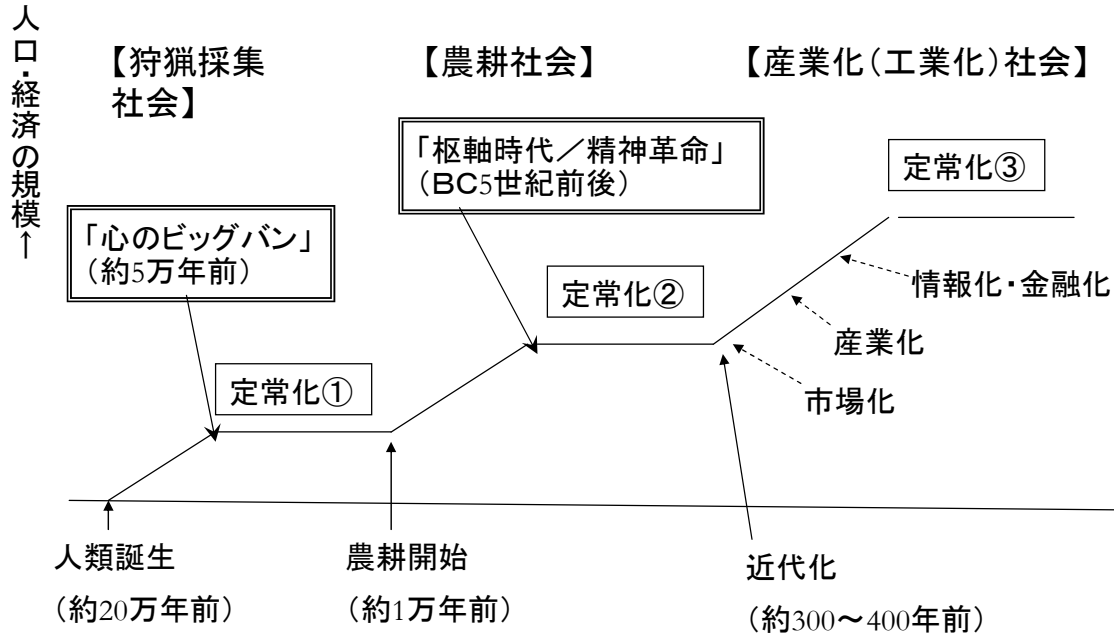 人口・経済の規模→
【狩猟採集
社会】
【農耕社会】
【産業化(工業化)社会】
「枢軸時代／精神革命」
(BC5世紀前後)
定常化③
「心のビッグバン」
(約5万年前)
情報化・金融化
定常化②
産業化
定常化①
市場化
人類誕生
(約20万年前)
農耕開始
(約1万年前)
近代化
(約300～400年前)